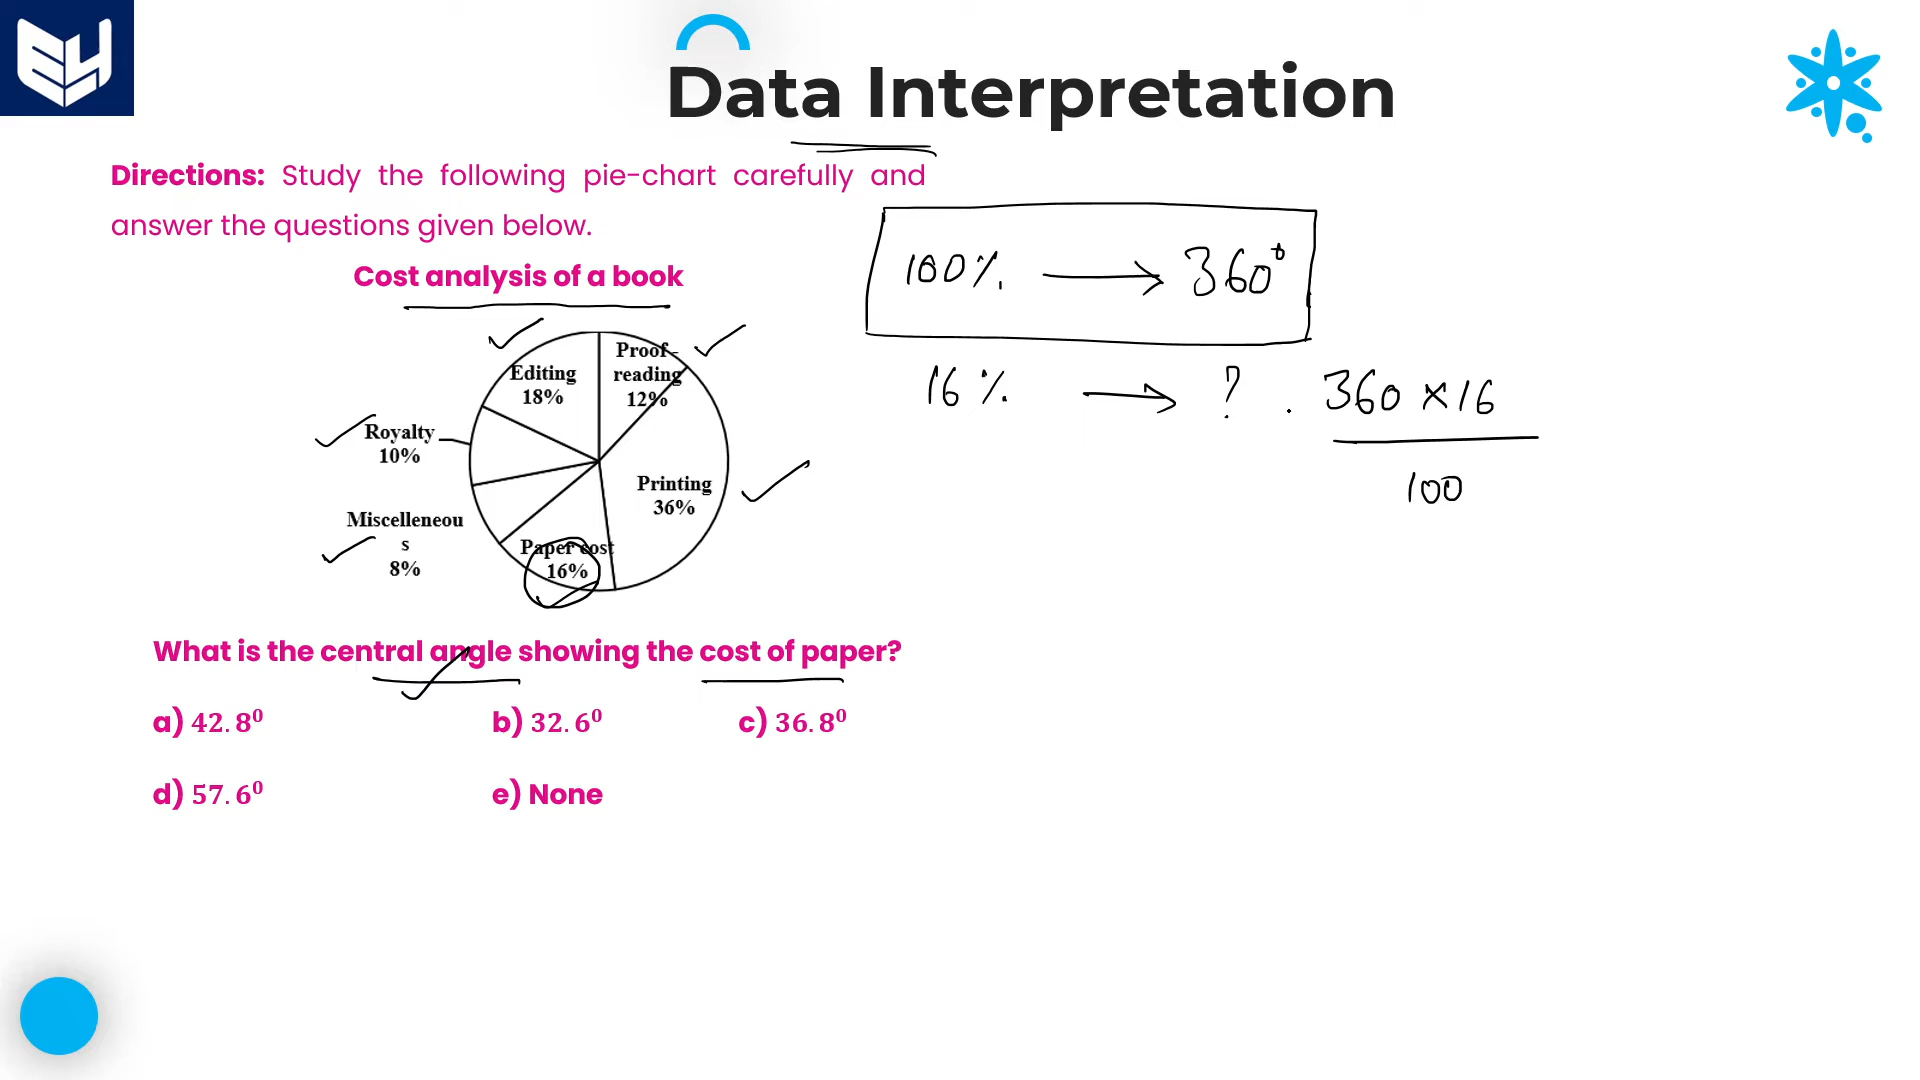 Data Interpretation
Directions: Study the following pie-chart carefully and
answer the questions given below.
Cost analysis of a book
Proof-
reading
12%
Editing
18%
Royalty
10%
Printing
36%
Miscelleneou
s
8%
Paper cost
16%
100% → 360°
16% → ? . 360 × 16
100
What is the central angle showing the cost of paper?
a) 42.8⁰ b) 32.6⁰ c) 36.8⁰
d) 57.6⁰ e) None